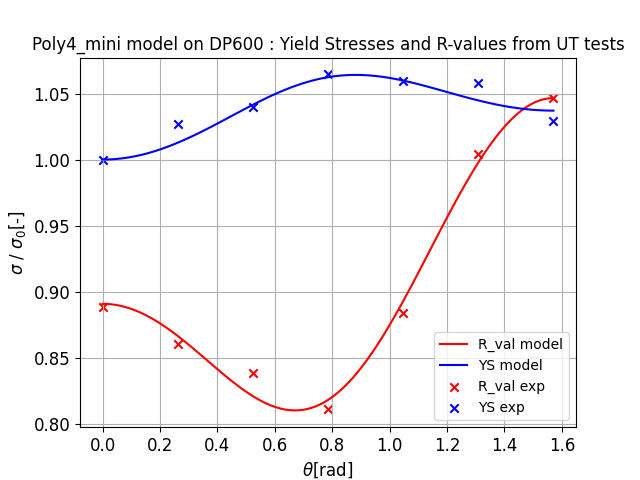 Poly4_mini model on DP600 : Yield Stresses and R-values from UT tests
σ / σ₀[-]
1.05
1.00
0.95
0.90
0.85
0.80
R_val model
YS model
R_val exp
YS exp
0.0 0.2 0.4 0.6 0.8 1.0 1.2 1.4 1.6
θ[rad]